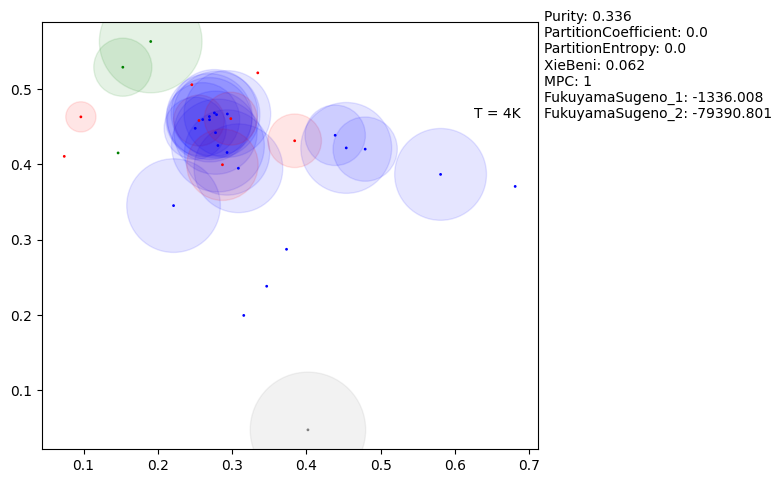 Purity: 0.336
PartitionCoefficient: 0.0
PartitionEntropy: 0.0
XieBeni: 0.062
MPC: 1
FukuyamaSugeno_1: -1336.008
FukuyamaSugeno_2: -79390.801
T = 4K
0.5
0.4
0.3
0.2
0.1
0.1 0.2 0.3 0.4 0.5 0.6 0.7